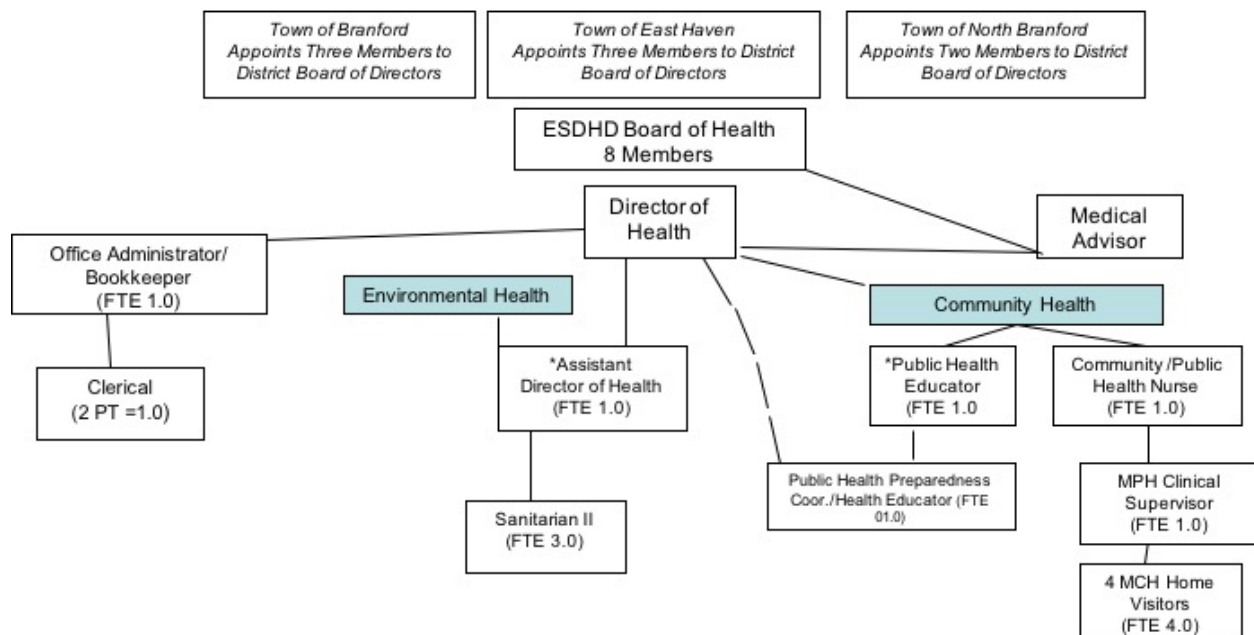 Town of Branford
Appoints Three Members to
District Board of Directors
Town of East Haven
Appoints Three Members to District
Board of Directors
Town of North Branford
Appoints Two Members to District
Board of Directors
ESDHD Board of Health
8 Members
Director of
Health
Medical
Advisor
Office Administrator/
Bookkeeper
(FTE 1.0)
Environmental Health
Community Health
Clerical
(2 PT =1.0)
*Assistant
Director of Health
(FTE 1.0)
*Public Health
Educator
(FTE 1.0
Community /Public
Health Nurse
(FTE 1.0)
Sanitarian II
(FTE 3.0)
Public Health Preparedness
Coor./Health Educator (FTE
01.0)
MPH Clinical
Supervisor
(FTE 1.0)
4 MCH Home
Visitors
(FTE 4.0)